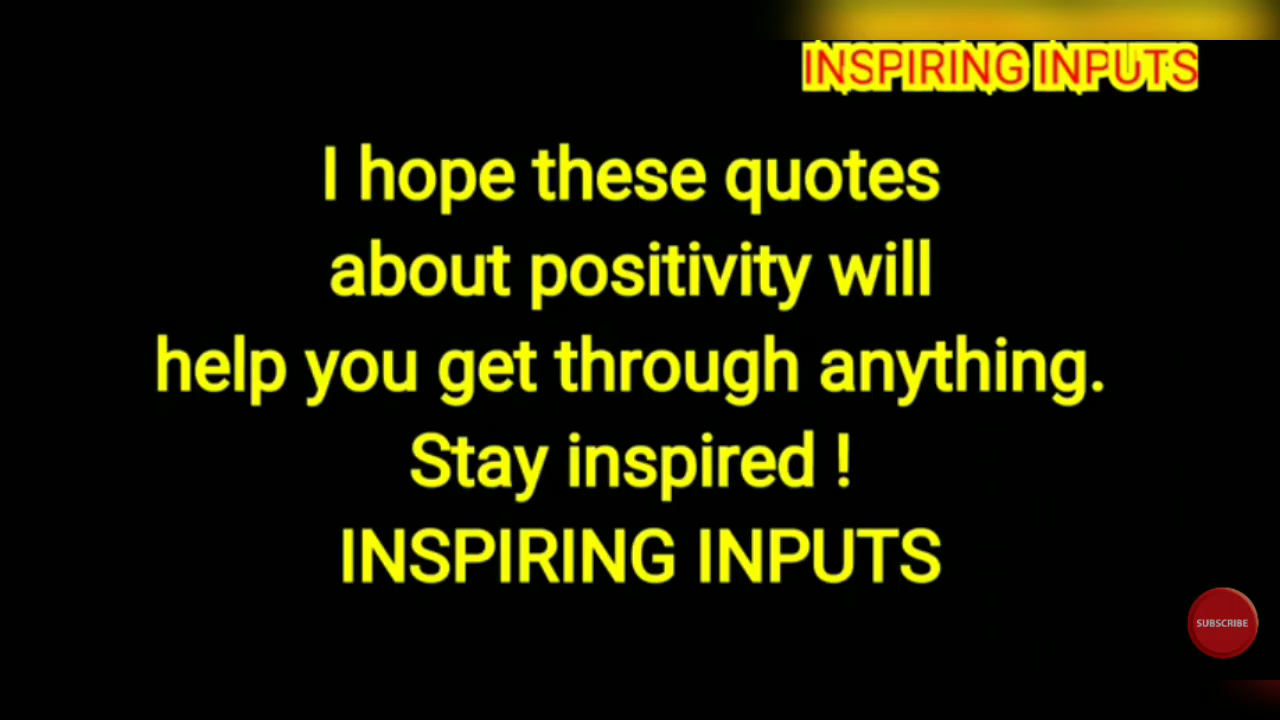 INSPIRING INPUTS
I hope these quotes
about positivity will
help you get through anything.
Stay inspired !
INSPIRING INPUTS
SUBSCRIBE